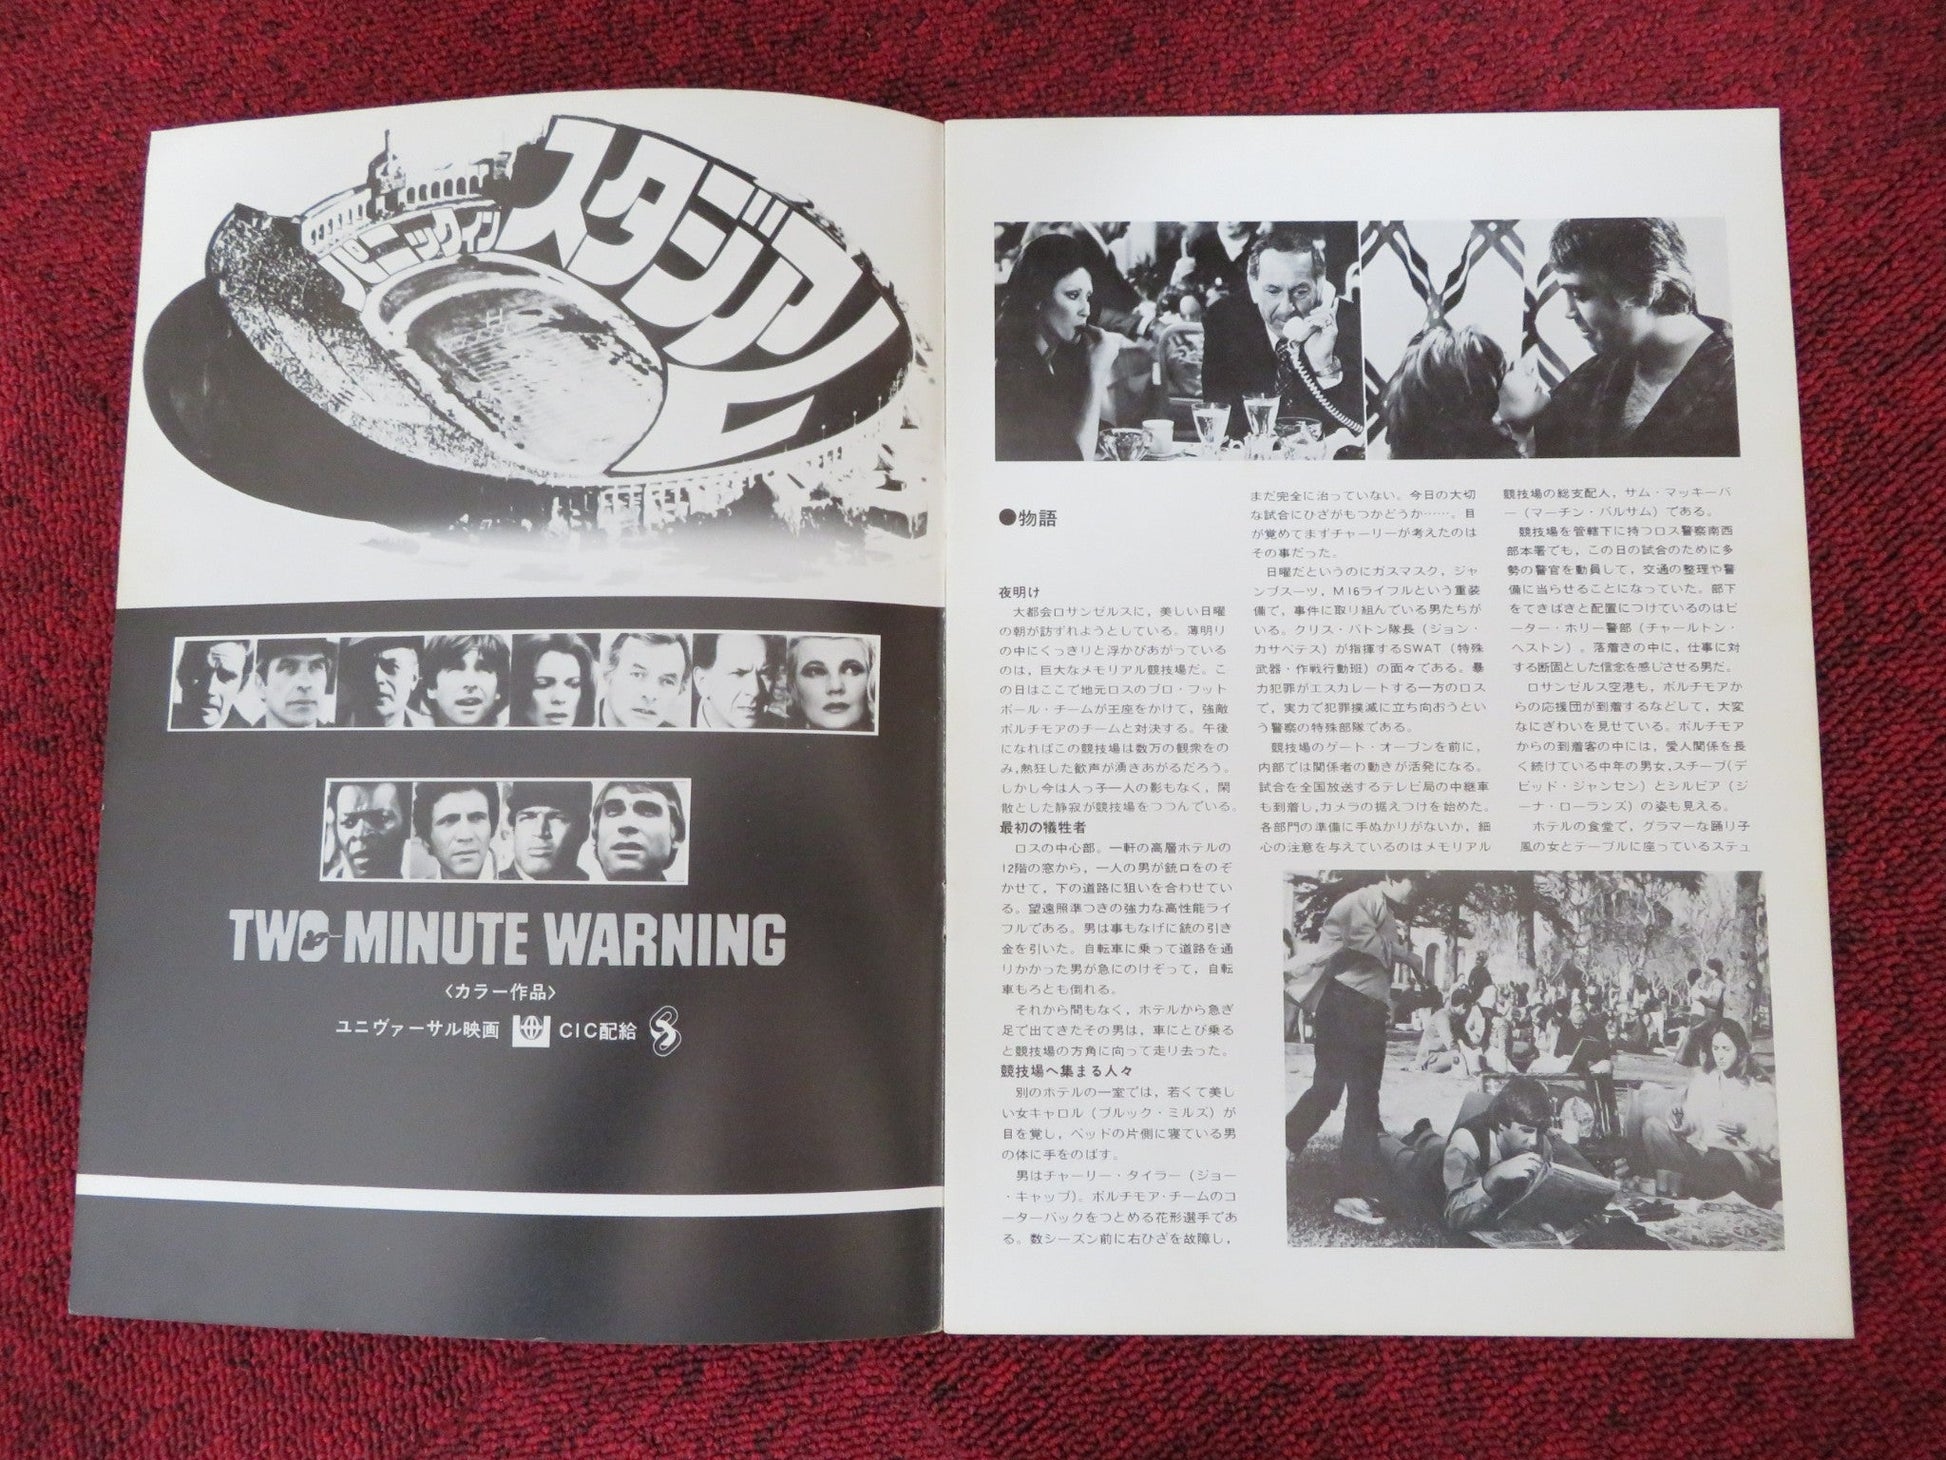 パニックイン
スタジアム
TWO-MINUTE WARNING
〈カラー作品〉
ユニヴァーサル映画 CIC配給
●物語
夜明け
大都会ロサンゼルスに，美しい日曜
の朝が訪ずれようとしている。薄明り
の中にくっきりと浮かびあがっている
のは，巨大なメモリアル競技場だ。こ
の日はここで地元ロスのプロ・フット
ボール・チームが王座をかけて，強敵
ボルチモアのチームと対決する。午後
になればこの競技場は数万の観衆をの
み，熱狂した歓声が湧きあがるだろう。
しかし今は人っ子一人の影もなく，閑
散とした静寂が競技場をつつんでいる。
最初の犠牲者
ロスの中心部。一軒の高層ホテルの
12階の窓から，一人の男が銃口をのぞ
かせて，下の道路に狙いを合わせてい
る。望遠照準つきの強力な高性能ライ
フルである。男は事もなげに銃の引き
金を引いた。自転車に乗って道路を通
りかかった男が急にのけぞって，自転
車もろとも倒れる。
それから間もなく，ホテルから急ぎ
足で出てきたその男は，車にとび乗る
と競技場の方角に向って走り去った。
競技場へ集まる人々
別のホテルの一室では，若くて美し
い女キャロル（ブルック・ミルズ）が
目を覚し，ベッドの片側に寝ている男
の体に手をのばす。
男はチャーリー・タイラー（ジョー
・キャップ）。ボルチモア・チームのコ
ーターバックをつとめる花形選手であ
る。数シーズン前に右ひざを故障し，
まだ完全に治っていない。今日の大切
な試合にひざがもつかどうか……。目
が覚めてまずチャーリーが考えたのは
その事だった。
日曜だというのにガスマスク，ジャ
ンプスーツ，M16ライフルという重装
備で，事件に取り組んでいる男たちが
いる。クリス・バトン隊長（ジョン・
カサベテス）が指揮するSWAT（特殊
武器・作戦行動班）の面々である。暴
力犯罪がエスカレートする一方のロス
で，実力で犯罪撲滅に立ち向おうとい
う警察の特殊部隊である。
競技場のゲート・オープンを前に，
内部では関係者の動きが活発になる。
試合を全国放送するテレビ局の中継車
も到着し，カメラの据えつけを始めた。
各部門の準備に手ぬかりがないか，細
心の注意を与えているのはメモリアル
競技場の総支配人，サム・マッキーバ
ー（マーチン・バルサム）である。
競技場を管轄下に持つロス警察南西
部本署でも，この日の試合のために多
勢の警官を動員して，交通の整理や警
備に当らせることになっていた。部下
をてきぱきと配置につけているのはピ
ーター・ホリー警部（チャールトン・
ヘストン）。落着きの中に，仕事に対
する断固とした信念を感じさせる男だ。
ロサンゼルス空港も，ボルチモアか
らの応援団が到着するなどして，大変
なにぎわいを見せている。ボルチモア
からの到着客の中には，愛人関係を長
く続けている中年の男女，スチーブ（デ
ビッド・ジャンセン）とシルビア（ジ
ーナ・ローランズ）の姿も見える。
ホテルの食堂で，グラマーな踊り子
風の女とテーブルに座っているステュ